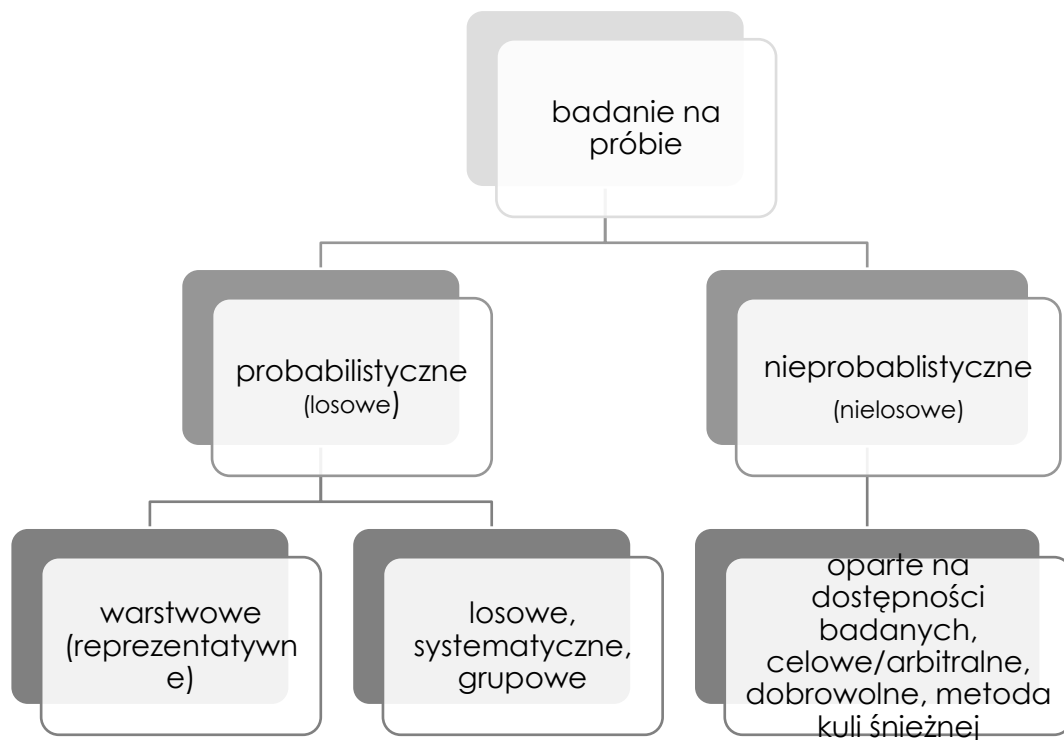 badanie na
próbie
probabilistyczne
(losowe)
nieprobablistyczne
(nielosowe)
warstwowe
(reprezentatywn
e)
losowe,
systematyczne,
grupowe
oparte na
dostępności
badanych,
celowe/arbitralne,
dobrowolne, metoda
kuli śnieżnej